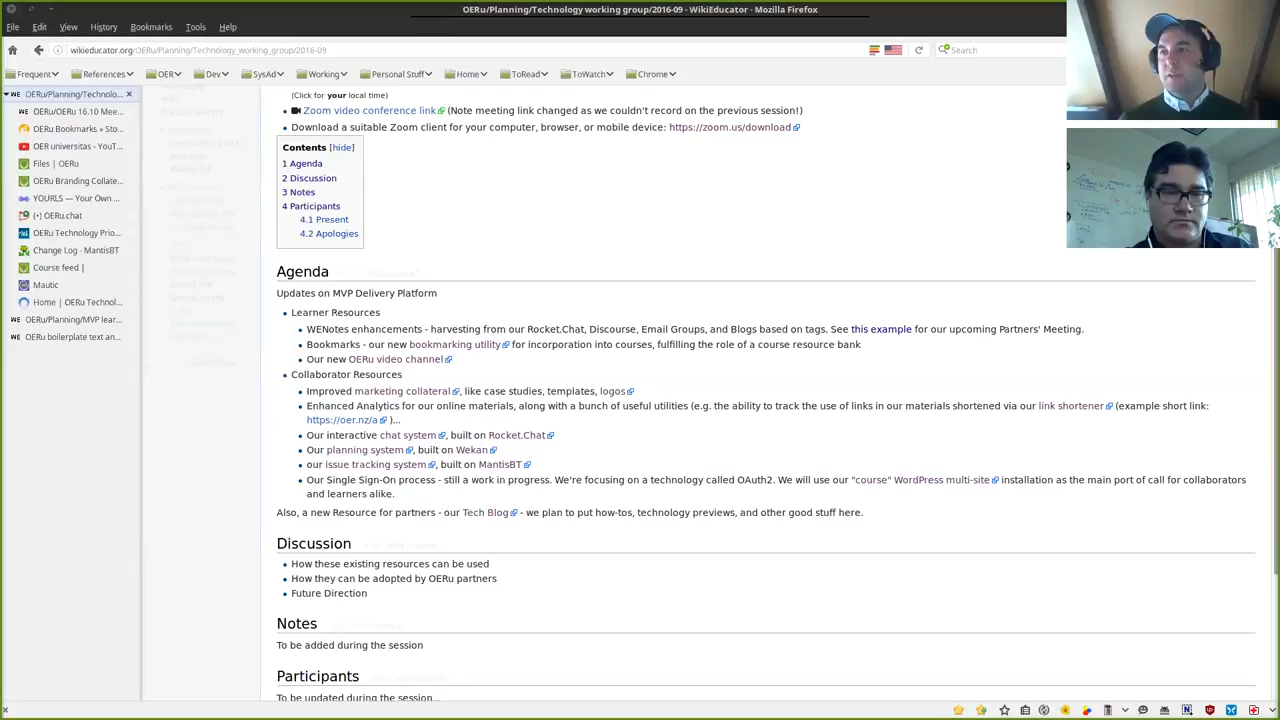 OERu/Planning/Technology working group/2016-09 - WikiEducator - Mozilla Firefox
File Edit View History Bookmarks Tools Help
wikieducator.org/OERu/Planning/Technology_working_group/2016-09
Search
Frequent References OER Dev SysAd Working Personal Stuff Home ToRead ToWatch Chrome
OERu/Planning/Technolo...
OERu/OERu 16.10 Mee...
OERu Bookmarks » Sto...
OER universitas - YouT...
Files | OERu
OERu Branding Collate...
YOURLS — Your Own ...
(•) OERu.chat
OERu Technology Prio...
Change Log - MantisBT
Course feed |
Mautic
Home | OERu Technol...
OERu/Planning/MVP lear...
OERu boilerplate text an...
(Click for your local time)
Zoom video conference link (Note meeting link changed as we couldn't record on the previous session!)
Download a suitable Zoom client for your computer, browser, or mobile device: https://zoom.us/download
Contents [hide]
1 Agenda
2 Discussion
3 Notes
4 Participants
4.1 Present
4.2 Apologies
Agenda
Updates on MVP Delivery Platform
Learner Resources
WENotes enhancements - harvesting from our Rocket.Chat, Discourse, Email Groups, and Blogs based on tags. See this example for our upcoming Partners' Meeting.
Bookmarks - our new bookmarking utility for incorporation into courses, fulfilling the role of a course resource bank
Our new OERu video channel
Collaborator Resources
Improved marketing collateral, like case studies, templates, logos
Enhanced Analytics for our online materials, along with a bunch of useful utilities (e.g. the ability to track the use of links in our materials shortened via our link shortener (example short link:
https://oer.nz/a )...
Our interactive chat system, built on Rocket.Chat
Our planning system, built on Wekan
our issue tracking system, built on MantisBT
Our Single Sign-On process - still a work in progress. We're focusing on a technology called OAuth2. We will use our "course" WordPress multi-site installation as the main port of call for collaborators
and learners alike.
Also, a new Resource for partners - our Tech Blog - we plan to put how-tos, technology previews, and other good stuff here.
Discussion
How these existing resources can be used
How they can be adopted by OERu partners
Future Direction
Notes
To be added during the session
Participants
To be updated during the session...